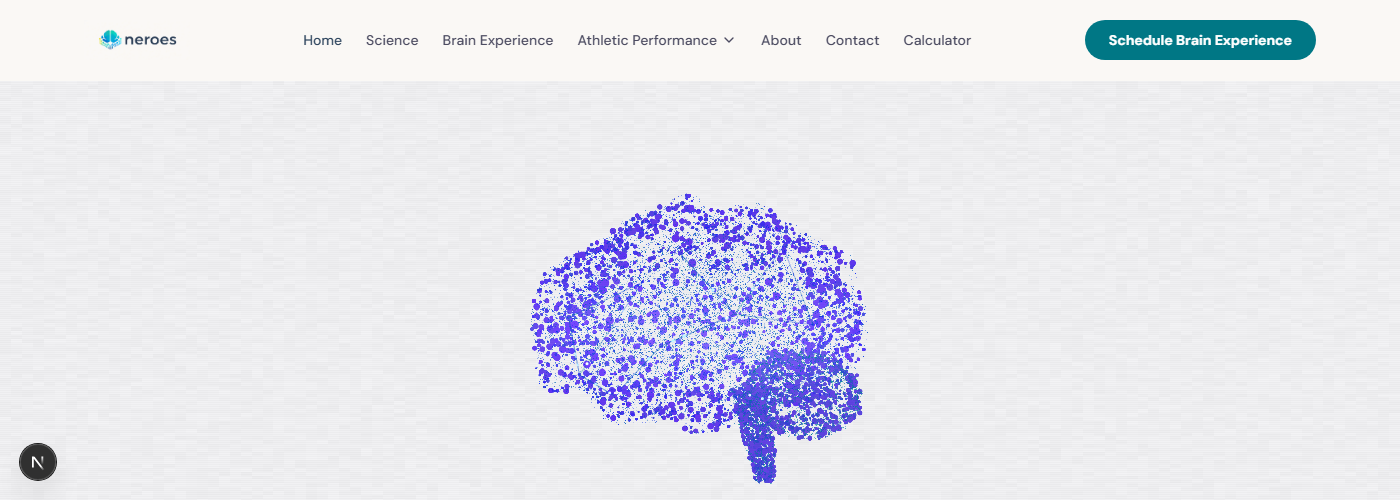 neroes
Home Science Brain Experience Athletic Performance About Contact Calculator
Schedule Brain Experience
N